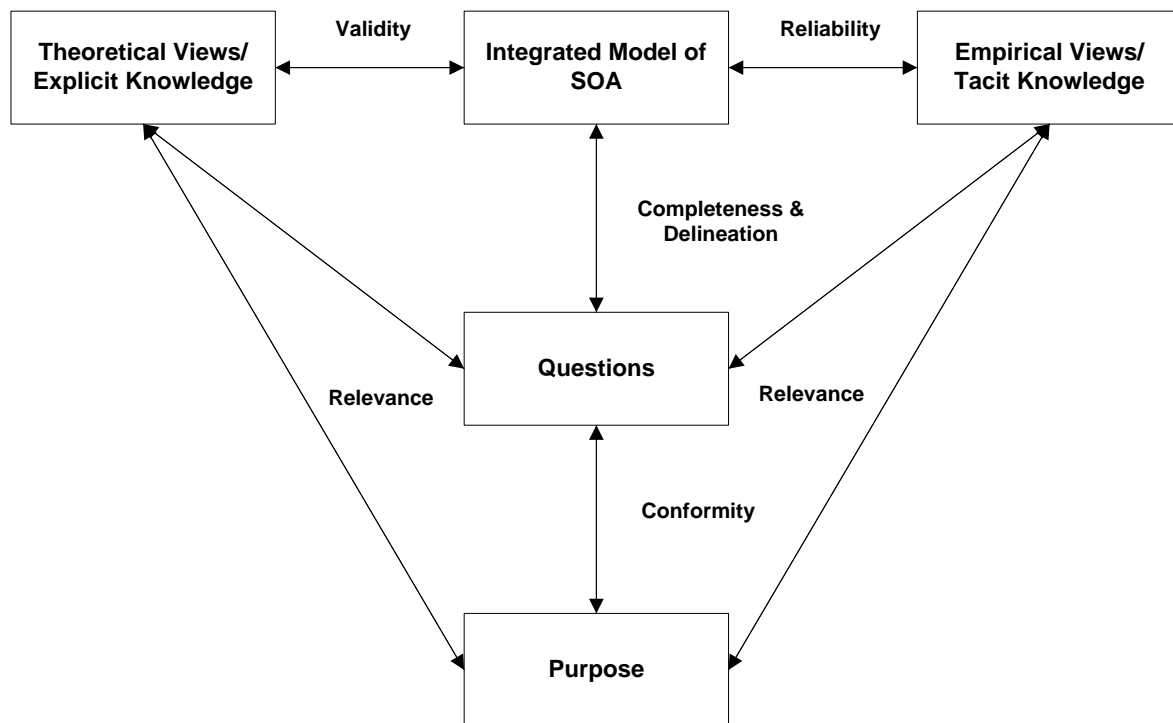 Validity
Reliability
Theoretical Views/
Explicit Knowledge
Integrated Model of
SOA
Empirical Views/
Tacit Knowledge
Completeness &
Delineation
Questions
Relevance
Relevance
Conformity
Purpose